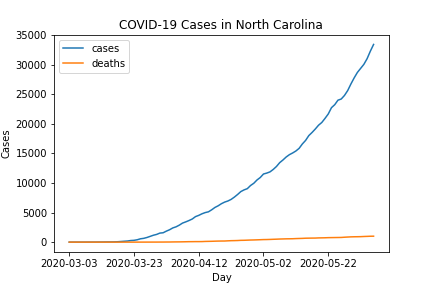 COVID-19 Cases in North Carolina
cases
deaths
Cases
35000
30000
25000
20000
15000
10000
5000
0
2020-03-03 2020-03-23 2020-04-12 2020-05-02 2020-05-22
Day